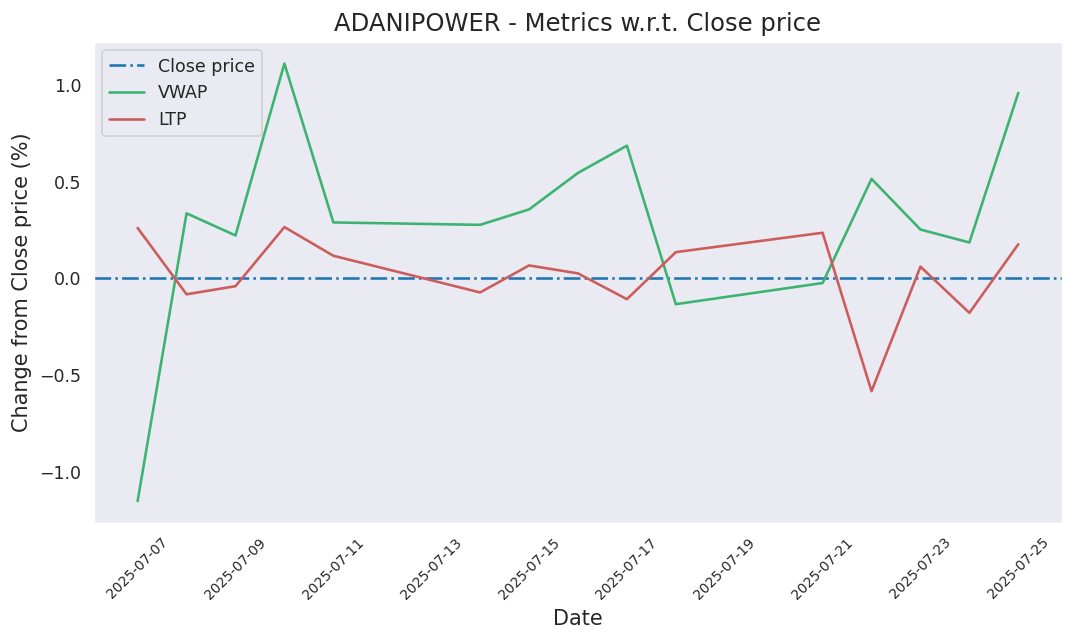 ADANIPOWER - Metrics w.r.t. Close price
Close price
VWAP
LTP
Change from Close price (%)
1.0
0.5
0.0
−0.5
−1.0
2025-07-07
2025-07-09
2025-07-11
2025-07-13
2025-07-15
2025-07-17
2025-07-19
2025-07-21
2025-07-23
2025-07-25
Date